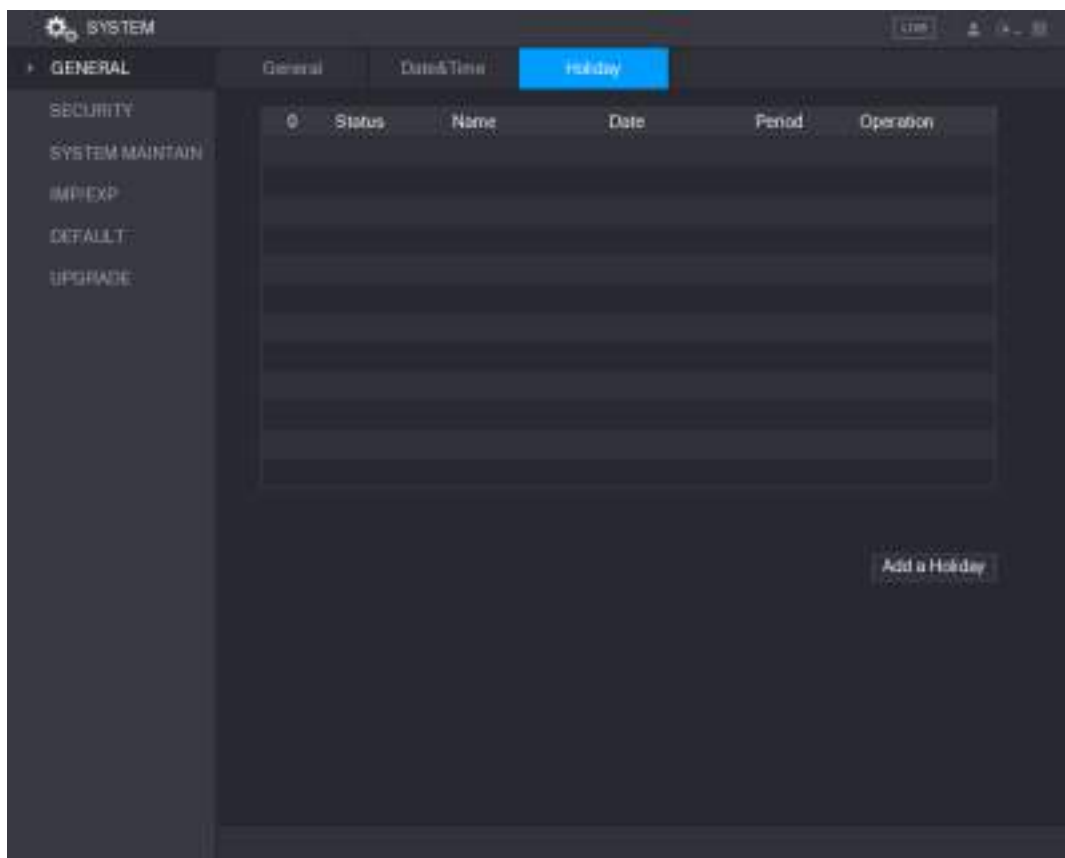 SYSTEM
LIVE
GENERAL
General Date&Time Holiday
SECURITY
SYSTEM MAINTAIN
IMP/EXP
DEFAULT
UPGRADE
0 Status Name Date Period Operation
Add a Holiday